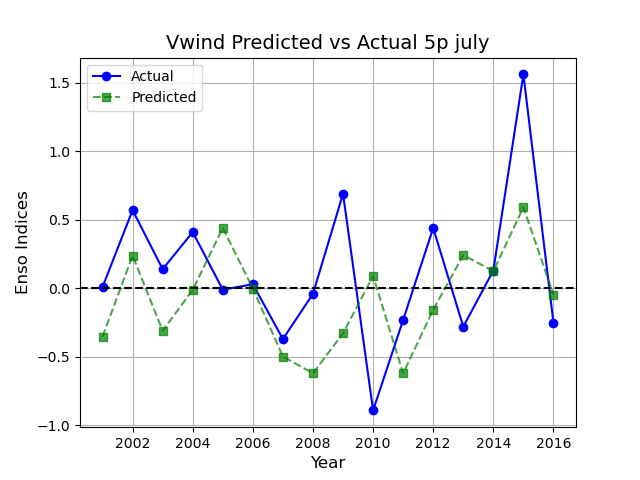 Vwind Predicted vs Actual 5p july
Actual
Predicted
1.5
1.0
0.5
0.0
−0.5
−1.0
Enso Indices
2002 2004 2006 2008 2010 2012 2014 2016
Year